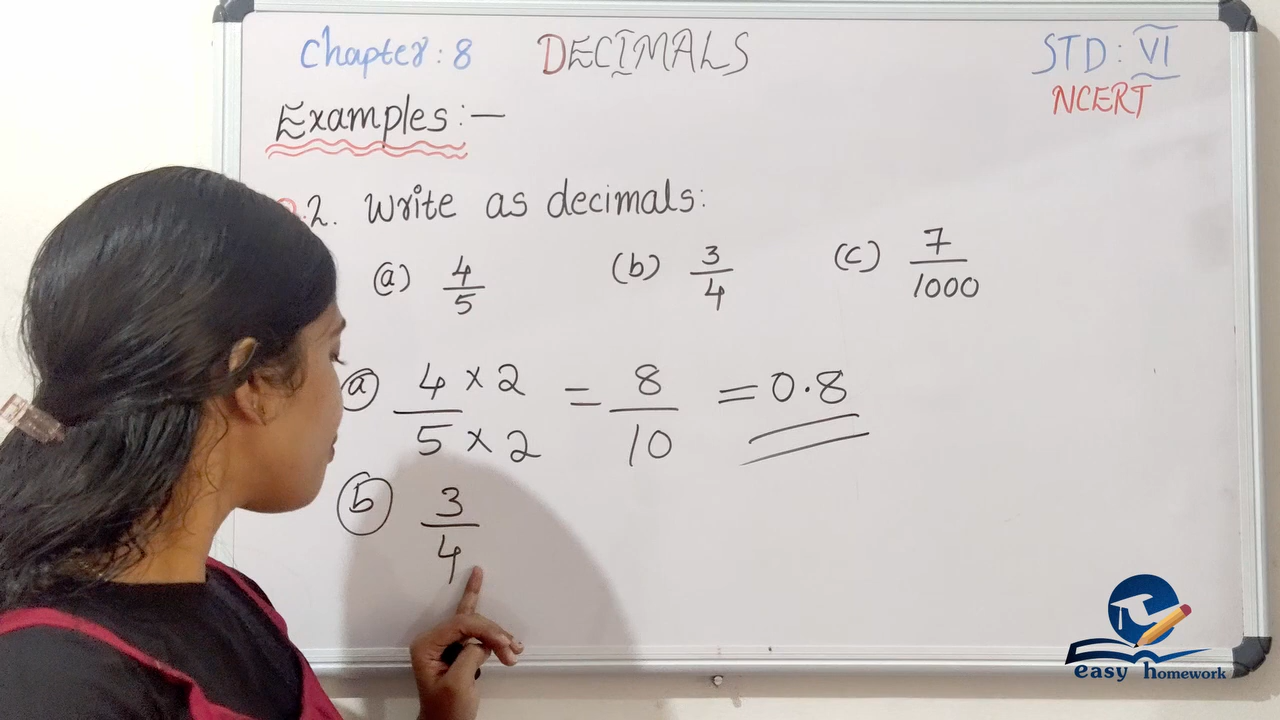 Chapter: 8 DECIMALS STD: VI
NCERT
Examples:—
.2. Write as decimals:
(a) 4/5 (b) 3/4 (c) 7/1000
(a) 4 × 2 / 5 × 2 = 8/10 = 0.8
(b) 3/4
easy homework